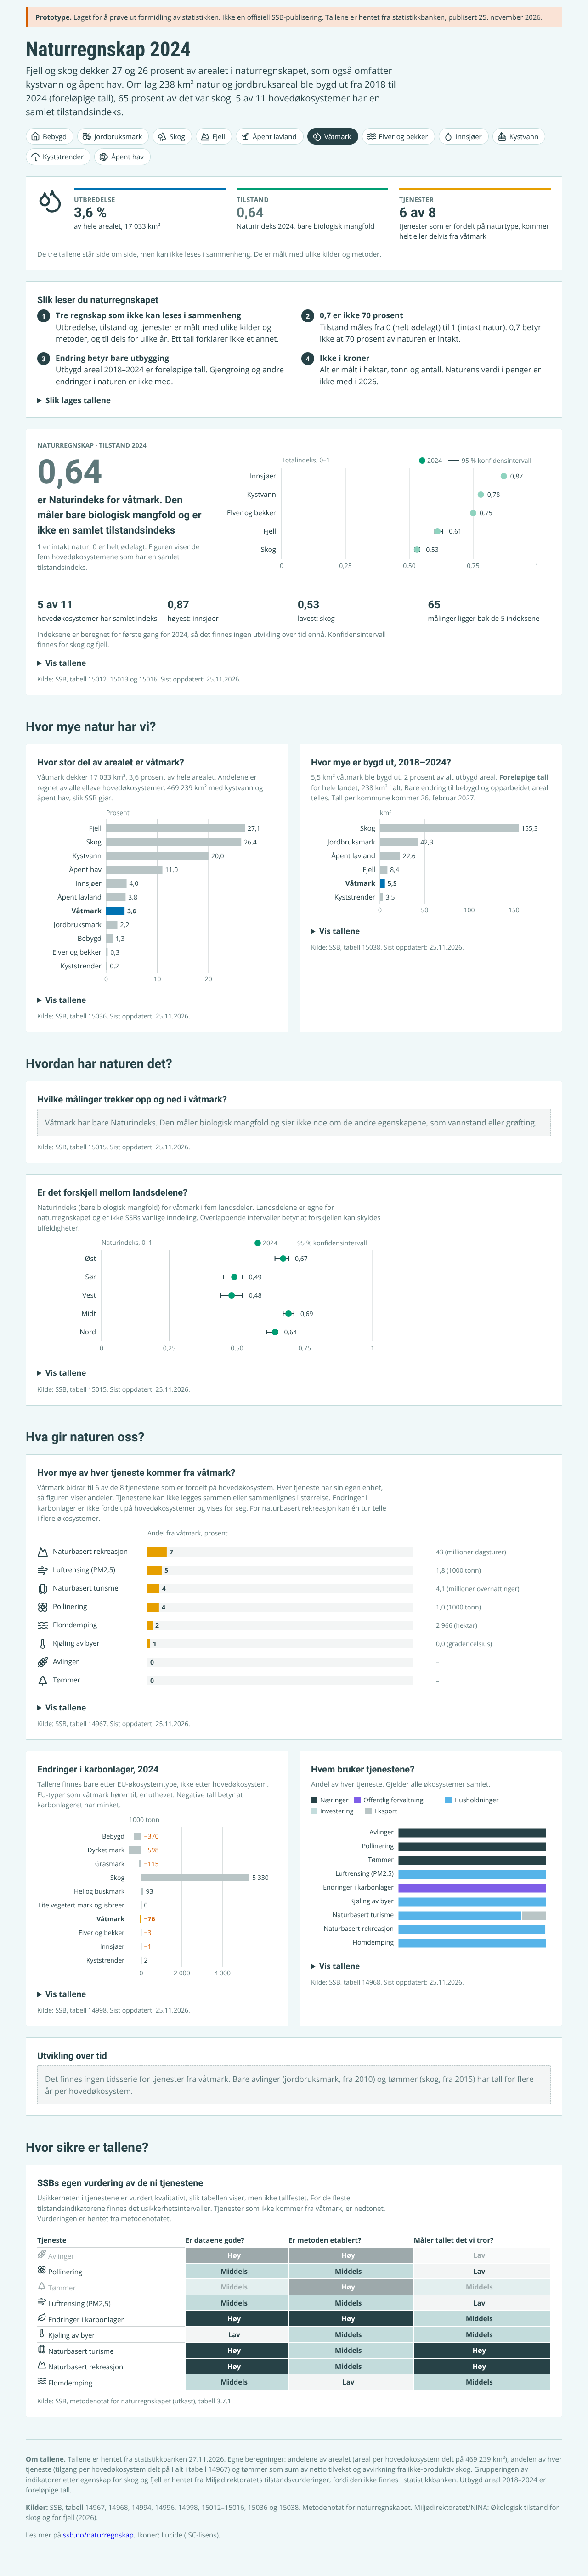 Prototype. Laget for å prøve ut formidling av statistikken. Ikke en offisiell SSB-publisering. Tallene er hentet fra statistikkbanken, publisert 25. november 2026.
Naturregnskap 2024
Fjell og skog dekker 27 og 26 prosent av arealet i naturregnskapet, som også omfatter
kystvann og åpent hav. Om lag 238 km² natur og jordbruksareal ble bygd ut fra 2018 til
2024 (foreløpige tall), 65 prosent av det var skog. 5 av 11 hovedøkosystemer har en
samlet tilstandsindeks.
Bebygd
Jordbruksmark
Skog
Fjell
Åpent lavland
Våtmark
Elver og bekker
Innsjøer
Kystvann
Kyststrender
Åpent hav
UTBREDELSE
3,6 %
av hele arealet, 17 033 km²
TILSTAND
0,64
Naturindeks 2024, bare biologisk mangfold
TJENESTER
6 av 8
tjenester som er fordelt på naturtype, kommer
helt eller delvis fra våtmark
De tre tallene står side om side, men kan ikke leses i sammenheng. De er målt med ulike kilder og metoder.
Slik leser du naturregnskapet
1 Tre regnskap som ikke kan leses i sammenheng
Utbredelse, tilstand og tjenester er målt med ulike kilder og
metoder, og til dels for ulike år. Ett tall forklarer ikke et annet.
2 0,7 er ikke 70 prosent
Tilstand måles fra 0 (helt ødelagt) til 1 (intakt natur). 0,7 betyr
ikke at 70 prosent av naturen er intakt.
3 Endring betyr bare utbygging
Utbygd areal 2018–2024 er foreløpige tall. Gjengroing og andre
endringer i naturen er ikke med.
4 Ikke i kroner
Alt er målt i hektar, tonn og antall. Naturens verdi i penger er
ikke med i 2026.
Slik lages tallene
NATURREGNSKAP · TILSTAND 2024
0,64
er Naturindeks for våtmark. Den
måler bare biologisk mangfold og er
ikke en samlet tilstandsindeks
1 er intakt natur, 0 er helt ødelagt. Figuren viser de
fem hovedøkosystemene som har en samlet
tilstandsindeks.
Totalindeks, 0–1
2024
95 % konfidensintervall
Innsjøer 0,87
Kystvann 0,78
Elver og bekker 0,75
Fjell 0,61
Skog 0,53
0 0,25 0,50 0,75 1
5 av 11
hovedøkosystemer har samlet indeks
0,87
høyest: innsjøer
0,53
lavest: skog
65
målinger ligger bak de 5 indeksene
Indeksene er beregnet for første gang for 2024, så det finnes ingen utvikling over tid ennå. Konfidensintervall
finnes for skog og fjell.
Vis tallene
Kilde: SSB, tabell 15012, 15013 og 15016. Sist oppdatert: 25.11.2026.
Hvor mye natur har vi?
Hvor stor del av arealet er våtmark?
Våtmark dekker 17 033 km², 3,6 prosent av hele arealet. Andelene er
regnet av alle elleve hovedøkosystemer, 469 239 km² med kystvann og
åpent hav, slik SSB gjør.
Prosent
Fjell 27,1
Skog 26,4
Kystvann 20,0
Åpent hav 11,0
Innsjøer 4,0
Åpent lavland 3,8
Våtmark 3,6
Jordbruksmark 2,2
Bebygd 1,3
Elver og bekker 0,3
Kyststrender 0,2
0 10 20
Vis tallene
Kilde: SSB, tabell 15036. Sist oppdatert: 25.11.2026.
Hvor mye er bygd ut, 2018–2024?
5,5 km² våtmark ble bygd ut, 2 prosent av alt utbygd areal. Foreløpige tall
for hele landet, 238 km² i alt. Bare endring til bebygd og opparbeidet areal
telles. Tall per kommune kommer 26. februar 2027.
km²
Skog 155,3
Jordbruksmark 42,3
Åpent lavland 22,6
Fjell 8,4
Våtmark 5,5
Kyststrender 3,5
0 50 100 150
Vis tallene
Kilde: SSB, tabell 15038. Sist oppdatert: 25.11.2026.
Hvordan har naturen det?
Hvilke målinger trekker opp og ned i våtmark?
Våtmark har bare Naturindeks. Den måler biologisk mangfold og sier ikke noe om de andre egenskapene, som vannstand eller grøfting.
Kilde: SSB, tabell 15015. Sist oppdatert: 25.11.2026.
Er det forskjell mellom landsdelene?
Naturindeks (bare biologisk mangfold) for våtmark i fem landsdeler. Landsdelene er egne for
naturregnskapet og er ikke SSBs vanlige inndeling. Overlappende intervaller betyr at forskjellen kan skyldes
tilfeldigheter.
Naturindeks, 0–1
2024
95 % konfidensintervall
Øst 0,67
Sør 0,49
Vest 0,48
Midt 0,69
Nord 0,64
0 0,25 0,50 0,75 1
Vis tallene
Kilde: SSB, tabell 15015. Sist oppdatert: 25.11.2026.
Hva gir naturen oss?
Hvor mye av hver tjeneste kommer fra våtmark?
Våtmark bidrar til 6 av de 8 tjenestene som er fordelt på hovedøkosystem. Hver tjeneste har sin egen enhet,
så figuren viser andeler. Tjenestene kan ikke legges sammen eller sammenlignes i størrelse. Endringer i
karbonlager er ikke fordelt på hovedøkosystemer og vises for seg. For naturbasert rekreasjon kan én tur telle
i flere økosystemer.
Andel fra våtmark, prosent
Naturbasert rekreasjon 7 43 (millioner dagsturer)
Luftrensing (PM2,5) 5 1,8 (1000 tonn)
Naturbasert turisme 4 4,1 (millioner overnattinger)
Pollinering 4 1,0 (1000 tonn)
Flomdemping 2 2 966 (hektar)
Kjøling av byer 1 0,0 (grader celsius)
Avlinger 0 –
Tømmer 0 –
Vis tallene
Kilde: SSB, tabell 14967. Sist oppdatert: 25.11.2026.
Endringer i karbonlager, 2024
Tallene finnes bare etter EU-økosystemtype, ikke etter hovedøkosystem.
EU-typer som våtmark hører til, er uthevet. Negative tall betyr at
karbonlageret har minket.
1000 tonn
Bebygd −370
Dyrket mark −598
Grasmark −115
Skog 5 330
Hei og buskmark 93
Lite vegetert mark og isbreer 0
Våtmark −76
Elver og bekker −3
Innsjøer −1
Kyststrender 2
0 2 000 4 000
Vis tallene
Kilde: SSB, tabell 14998. Sist oppdatert: 25.11.2026.
Hvem bruker tjenestene?
Andel av hver tjeneste. Gjelder alle økosystemer samlet.
Næringer
Offentlig forvaltning
Husholdninger
Investering
Eksport
Avlinger
Pollinering
Tømmer
Luftrensing (PM2,5)
Endringer i karbonlager
Kjøling av byer
Naturbasert turisme
Naturbasert rekreasjon
Flomdemping
Vis tallene
Kilde: SSB, tabell 14968. Sist oppdatert: 25.11.2026.
Utvikling over tid
Det finnes ingen tidsserie for tjenester fra våtmark. Bare avlinger (jordbruksmark, fra 2010) og tømmer (skog, fra 2015) har tall for flere
år per hovedøkosystem.
Hvor sikre er tallene?
SSBs egen vurdering av de ni tjenestene
Usikkerheten i tjenestene er vurdert kvalitativt, slik tabellen viser, men ikke tallfestet. For de fleste
tilstandsindikatorene finnes det usikkerhetsintervaller. Tjenester som ikke kommer fra våtmark, er nedtonet.
Vurderingen er hentet fra metodenotatet.
Tjeneste Er dataene gode? Er metoden etablert? Måler tallet det vi tror?
Avlinger Høy Høy Lav
Pollinering Middels Middels Lav
Tømmer Middels Høy Middels
Luftrensing (PM2,5) Middels Middels Lav
Endringer i karbonlager Høy Høy Middels
Kjøling av byer Lav Middels Middels
Naturbasert turisme Høy Middels Høy
Naturbasert rekreasjon Høy Middels Høy
Flomdemping Middels Lav Middels
Kilde: SSB, metodenotat for naturregnskapet (utkast), tabell 3.7.1.
Om tallene. Tallene er hentet fra statistikkbanken 27.11.2026. Egne beregninger: andelene av arealet (areal per hovedøkosystem delt på 469 239 km²), andelen av hver
tjeneste (tilgang per hovedøkosystem delt på i alt i tabell 14967) og tømmer som sum av netto tilvekst og avvirkning fra ikke-produktiv skog. Grupperingen av
indikatorer etter egenskap for skog og fjell er hentet fra Miljødirektoratets tilstandsvurderinger, fordi den ikke finnes i statistikkbanken. Utbygd areal 2018–2024 er
foreløpige tall.
Kilder: SSB, tabell 14967, 14968, 14994, 14996, 14998, 15012–15016, 15036 og 15038. Metodenotat for naturregnskapet. Miljødirektoratet/NINA: Økologisk tilstand for
skog og for fjell (2026).
Les mer på ssb.no/naturregnskap. Ikoner: Lucide (ISC-lisens).